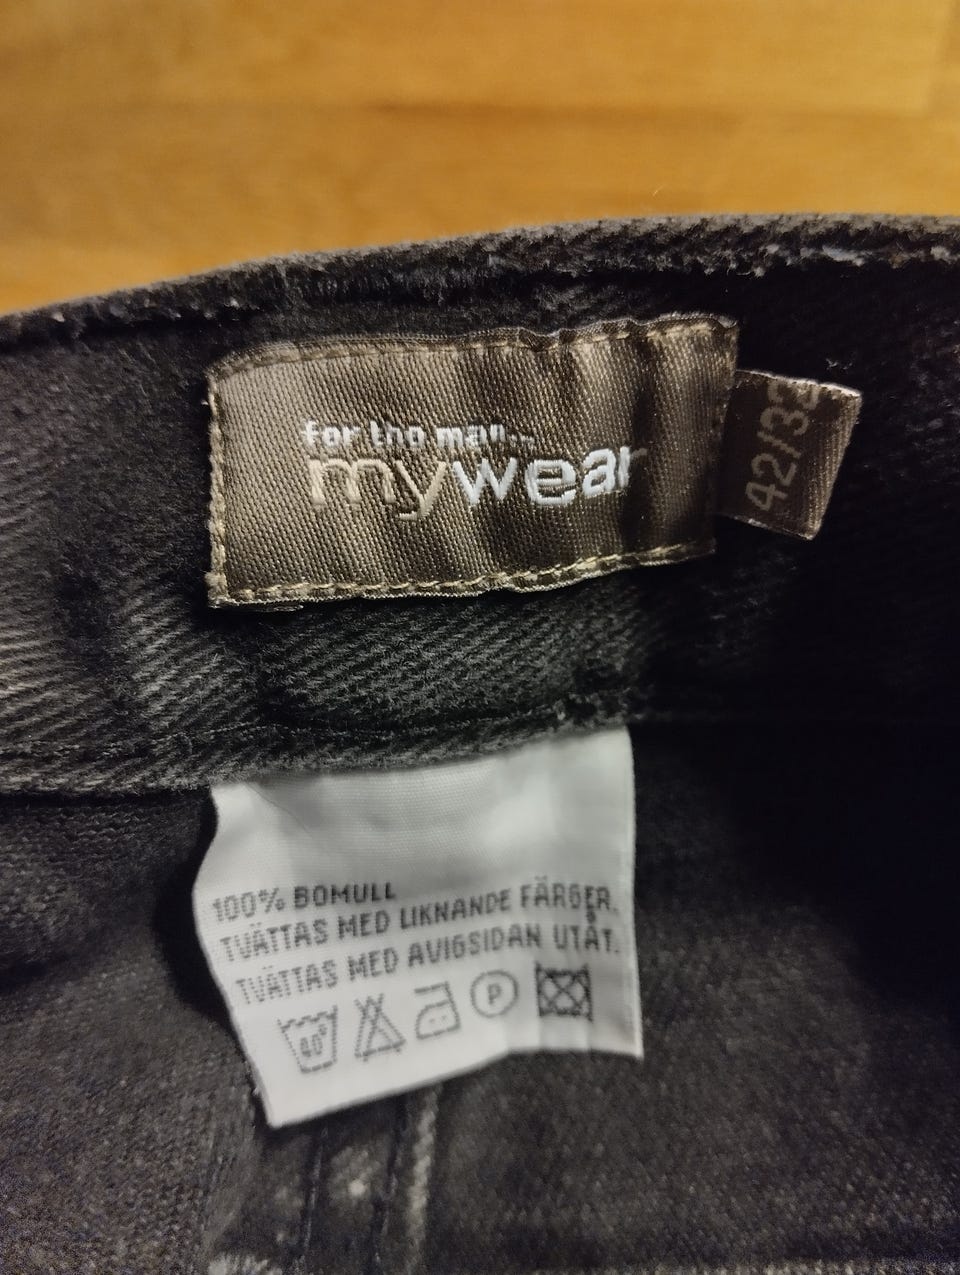 for the man...
mywear
42/32
100% BOMULL
TVÄTTAS MED LIKNANDE FÄRGER.
TVÄTTAS MED AVIGSIDAN UTÅT.
40°
P